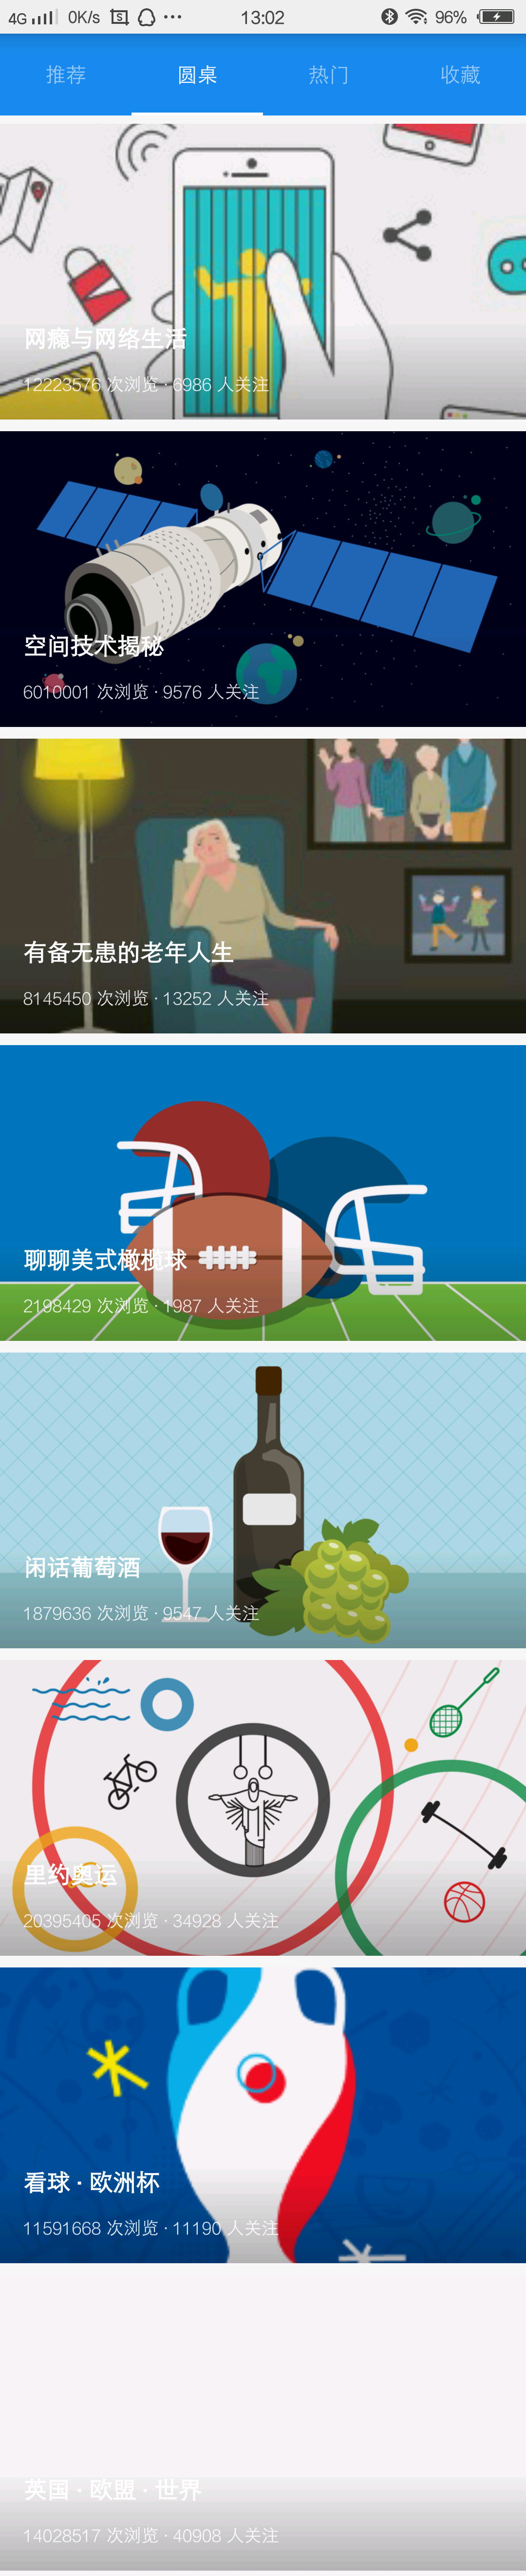 4G 0K/s 13:02 96%
推荐 圆桌 热门 收藏
网瘾与网络生活
12223576 次浏览 · 6986 人关注
空间技术揭秘
6010001 次浏览 · 9576 人关注
有备无患的老年人生
8145450 次浏览 · 13252 人关注
聊聊美式橄榄球
2198429 次浏览 · 1987 人关注
闲话葡萄酒
1879636 次浏览 · 9547 人关注
里约奥运
20395405 次浏览 · 34928 人关注
看球 · 欧洲杯
11591668 次浏览 · 11190 人关注
英国 · 欧盟 · 世界
14028517 次浏览 · 40908 人关注